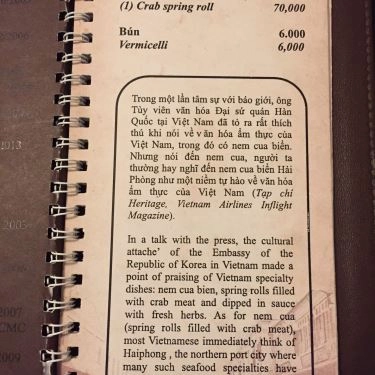 (1) Crab spring roll 70,000
Bún 6.000
Vermicelli 6,000
Trong một lần tâm sự với báo giới, ông
Tùy viên văn hóa Đại sứ quán Hàn
Quốc tại Việt Nam đã tỏ ra rất thích
thú khi nói về văn hóa ẩm thực của
Việt Nam, trong đó có nem cua biển.
Nhưng nói đến nem cua, người ta
thường hay nghĩ đến nem cua biển Hải
Phòng như một niềm tự hào về văn hóa
ẩm thực của Việt Nam (Tạp chí
Heritage, Vietnam Airlines Inflight
Magazine).
In a talk with the press, the cultural
attache' of the Embassy of the
Republic of Korea in Vietnam made a
point of praising of Vietnam specialty
dishes: nem cua bien, spring rolls filled
with crab meat and dipped in sauce
with fresh herbs. As for nem cua
(spring rolls filled with crab meat),
most Vietnamese immediately think of
Haiphong , the northern port city where
many such seafood specialties have
2013
2005
2007
CMC
2009